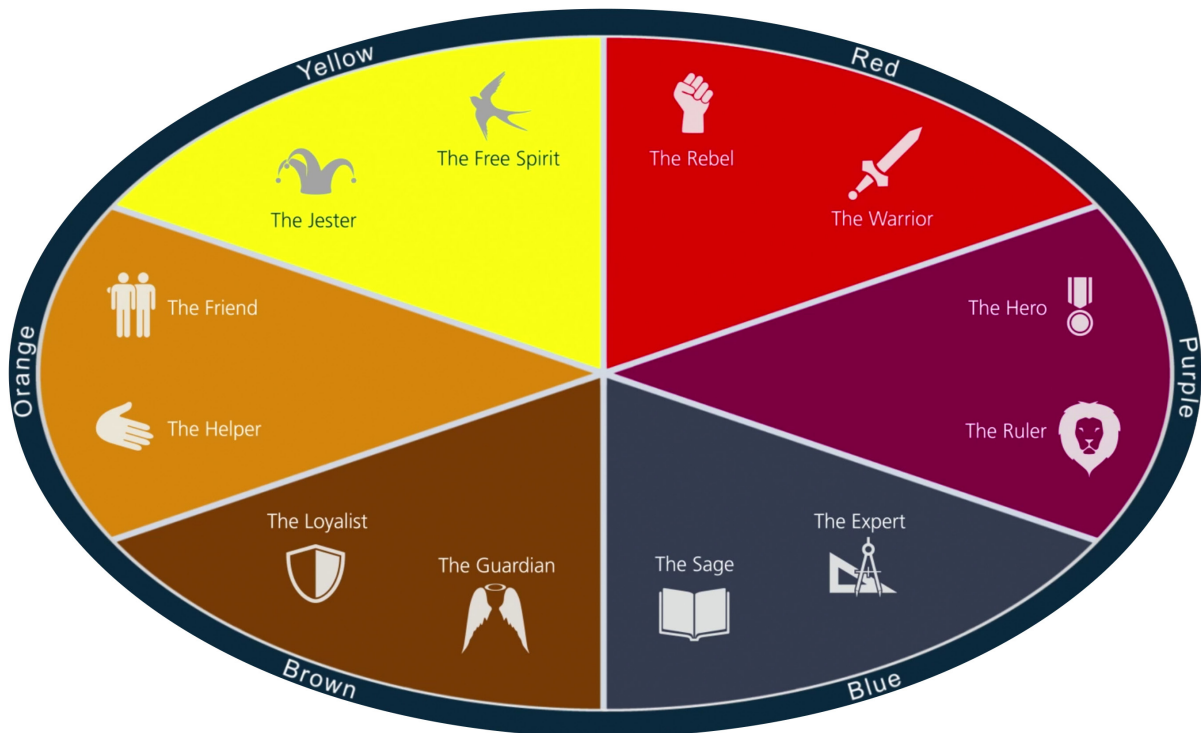 Yellow
Red
The Free Spirit
The Rebel
The Jester
The Warrior
The Friend
The Hero
Orange
Purple
The Helper
The Ruler
The Loyalist
The Expert
The Guardian
The Sage
Brown
Blue